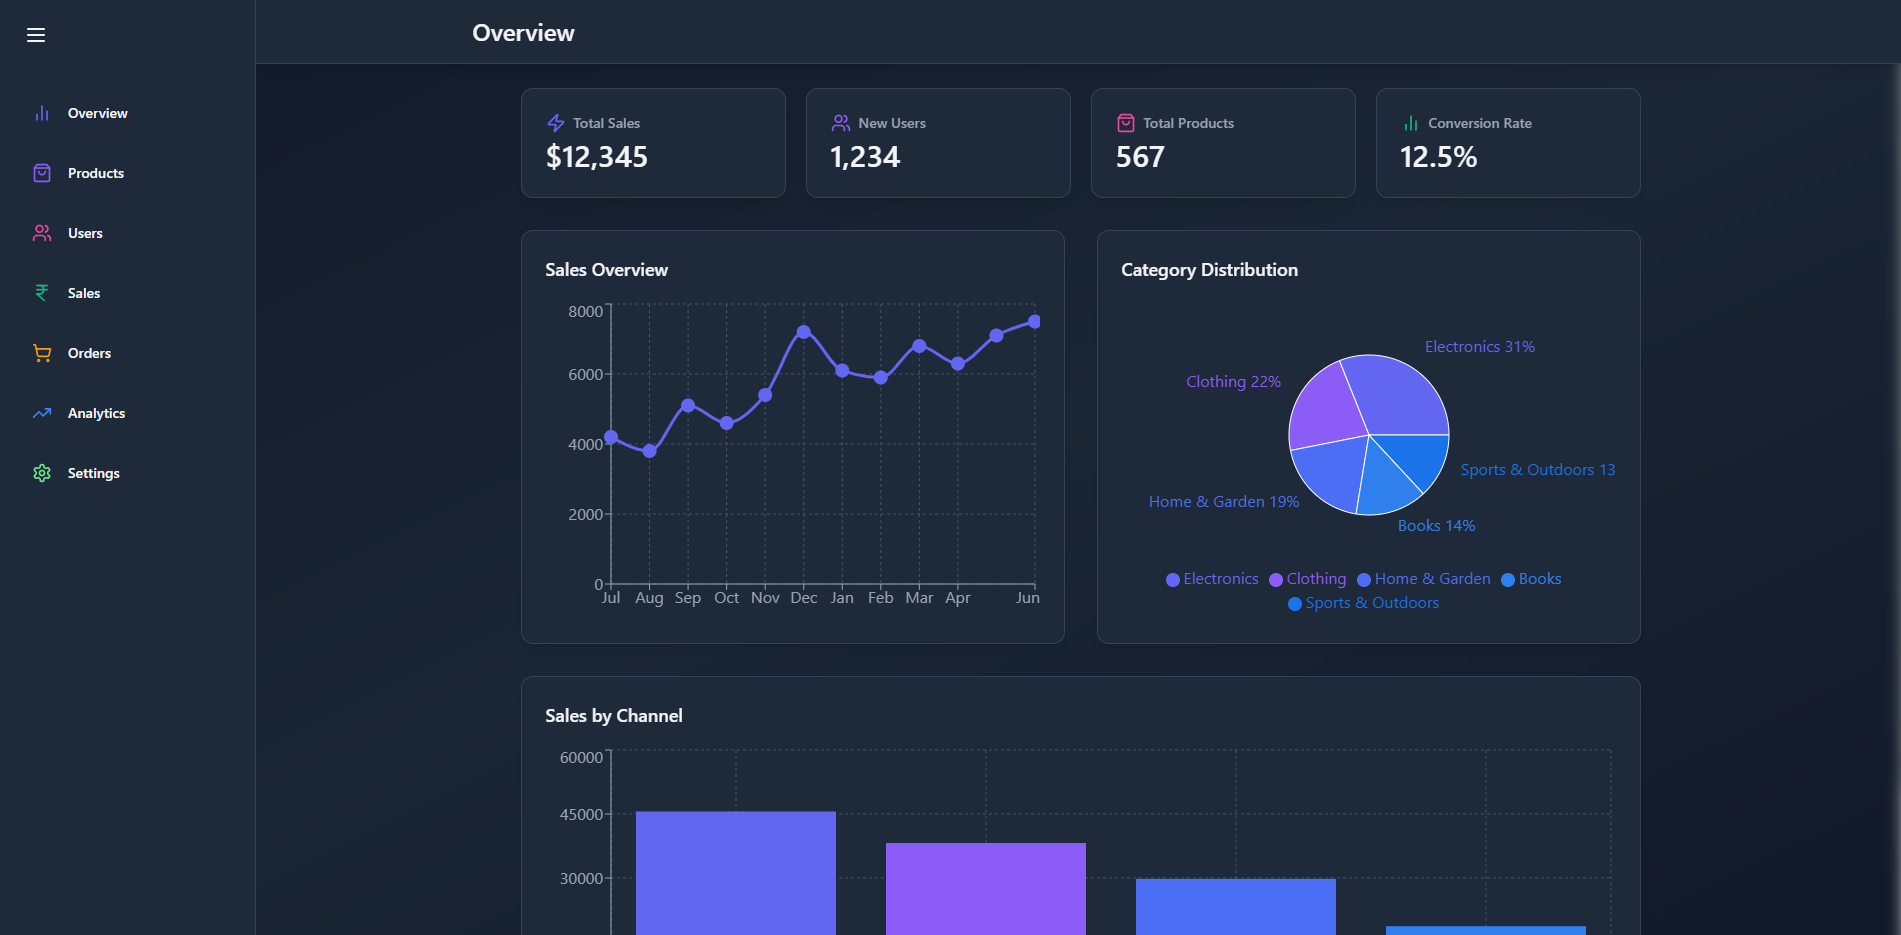 Overview
Overview
Products
Users
Sales
Orders
Analytics
Settings
Total Sales
$12,345
New Users
1,234
Total Products
567
Conversion Rate
12.5%
Sales Overview
8000
6000
4000
2000
0
Jul Aug Sep Oct Nov Dec Jan Feb Mar Apr Jun
Category Distribution
Electronics 31%
Clothing 22%
Sports & Outdoors 13
Home & Garden 19%
Books 14%
Electronics Clothing Home & Garden Books
Sports & Outdoors
Sales by Channel
60000
45000
30000